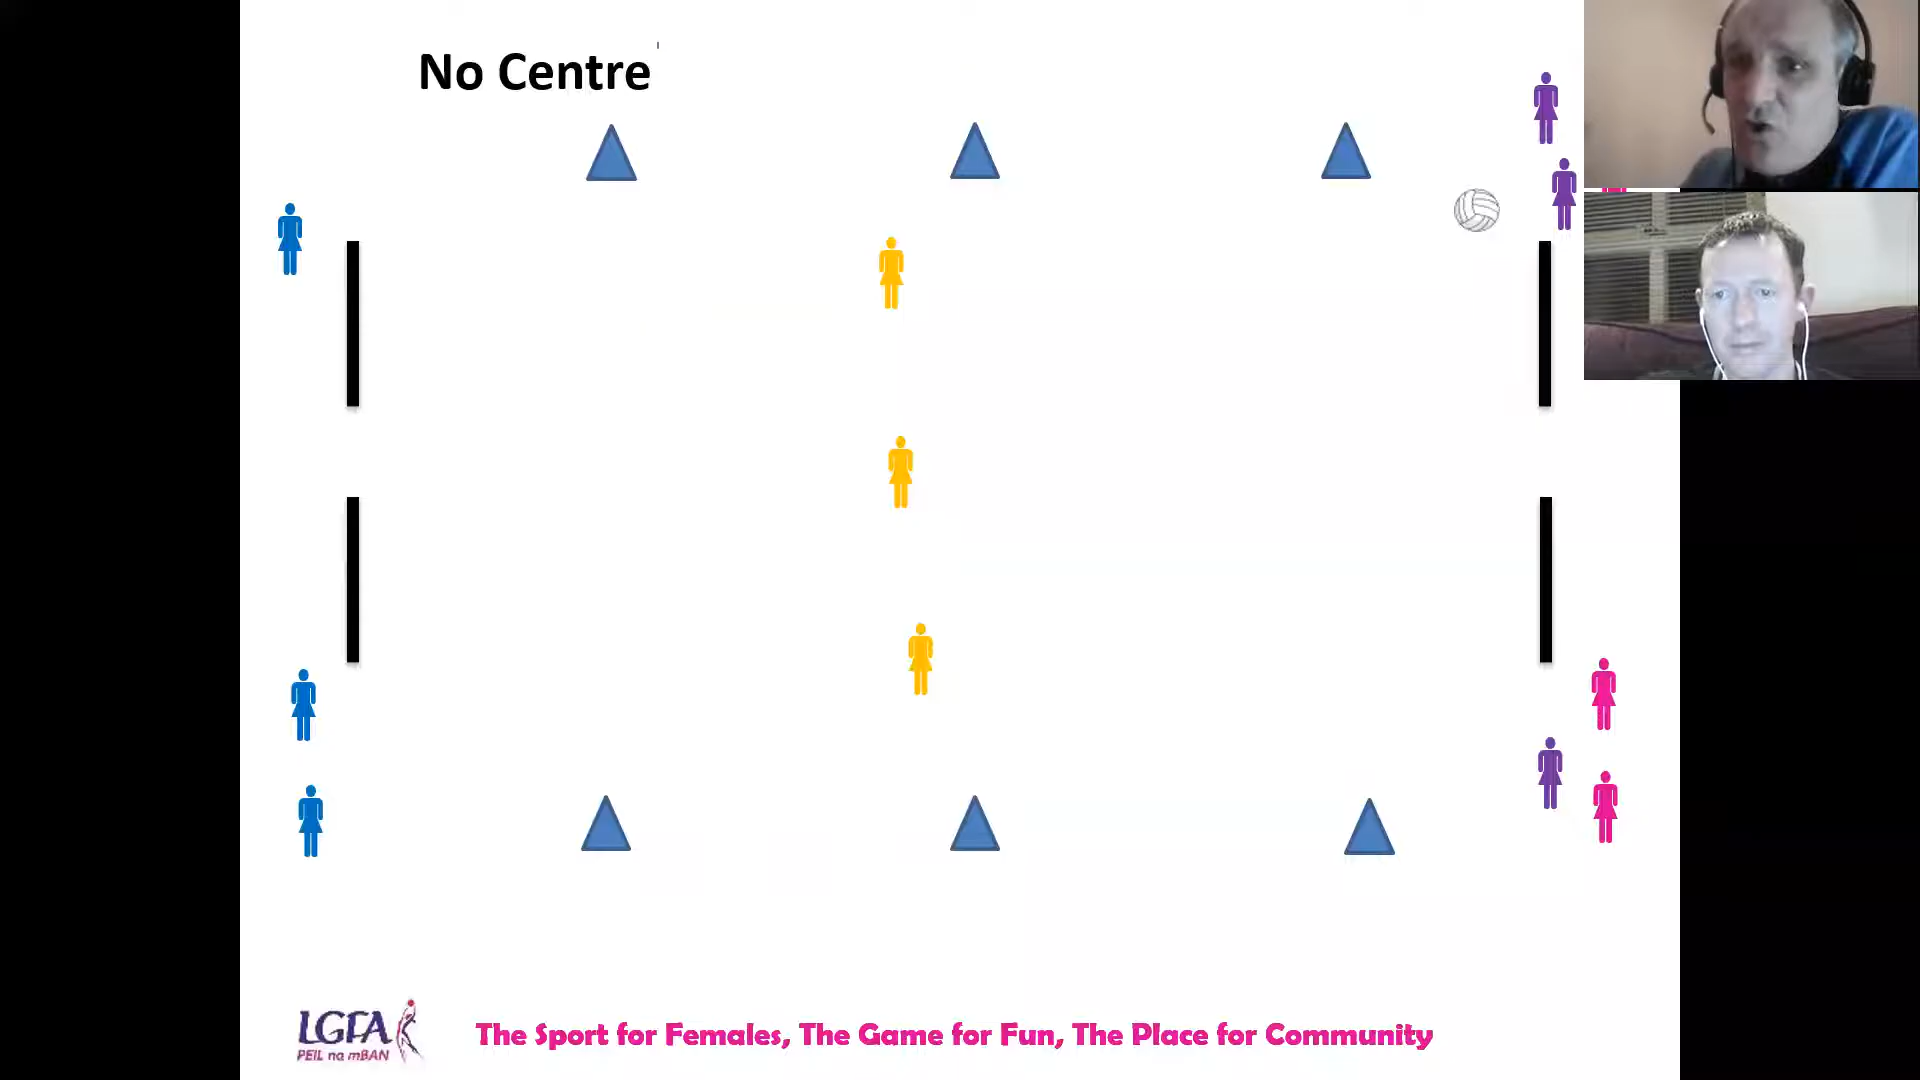 No Centre
LGFA
PEIL na mBAN
The Sport for Females, The Game for Fun, The Place for Community